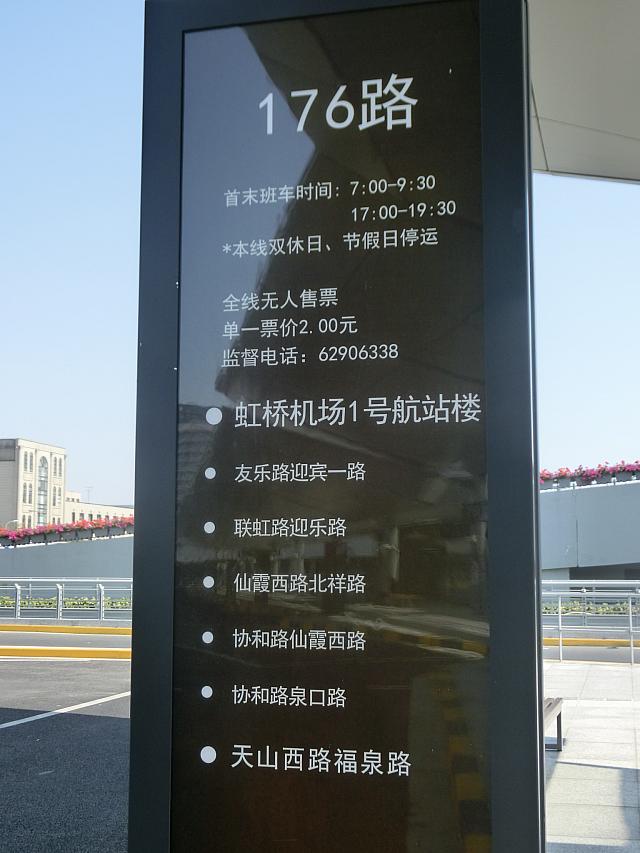 176路
首末班车时间: 7:00-9:30
17:00-19:30
*本线双休日、节假日停运
全线无人售票
单一票价2.00元
监督电话: 62906338
虹桥机场1号航站楼
友乐路迎宾一路
联虹路迎乐路
仙霞西路北祥路
协和路仙霞西路
协和路泉口路
天山西路福泉路